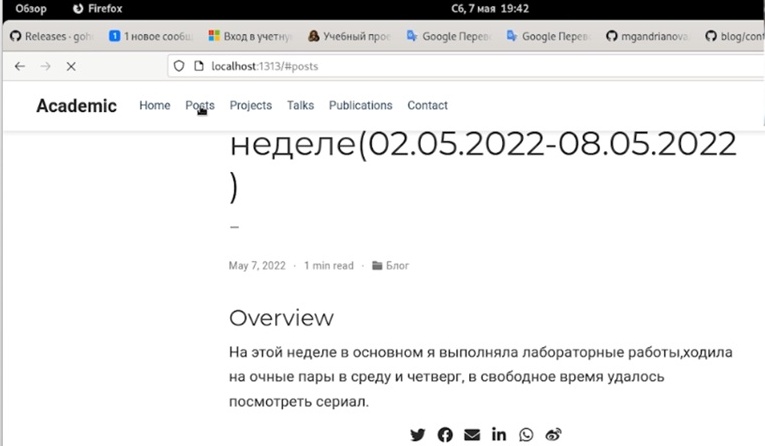 Обзор Firefox Сб, 7 мая 19:42
Releases · goh 1 новое сообщ Вход в учетну Учебный прос Google Перев Google Перев mgandrianova blog/cont
localhost:1313/#posts
Academic Home Posts Projects Talks Publications Contact
неделе(02.05.2022-08.05.2022
)
–
May 7, 2022 · 1 min read · Блог
Overview
На этой неделе в основном я выполняла лабораторные работы,ходила
на очные пары в среду и четверг, в свободное время удалось
посмотреть сериал.